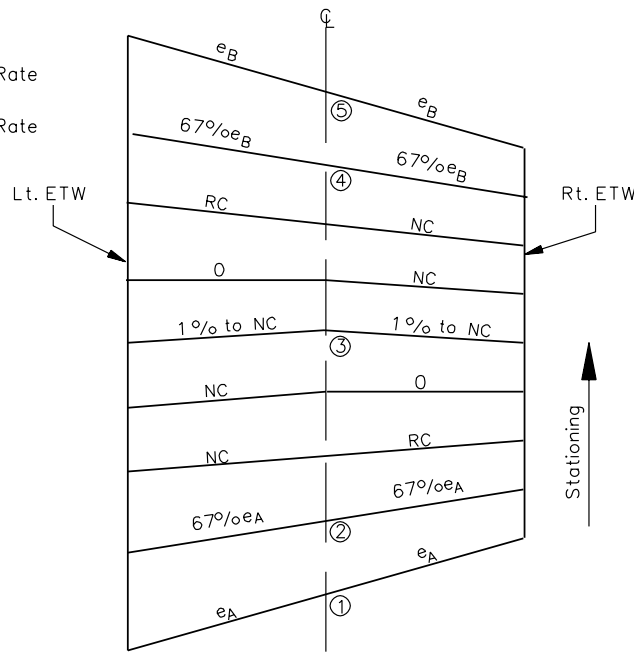 ℄
e_B
Rate
e_B
⑤
67%e_B
Rate
67%e_B
④
Lt. ETW
RC
Rt. ETW
NC
0
NC
1% to NC
1% to NC
③
NC
0
NC
RC
Stationing
67%e_A
67%e_A
②
e_A
e_A
①